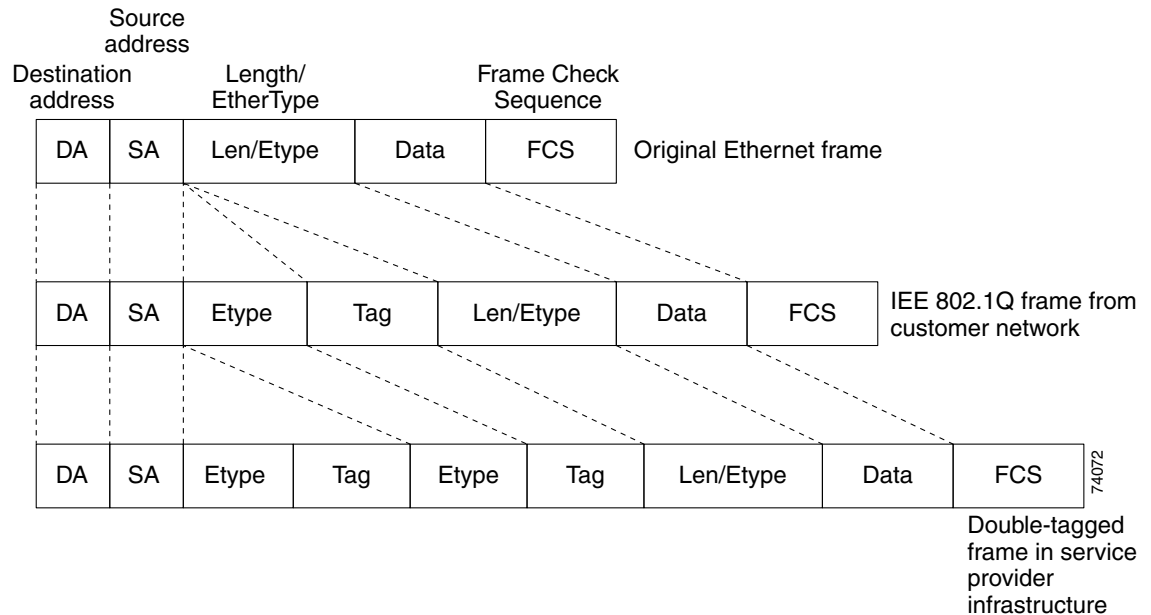 Source
address
Destination
address
Length/
EtherType
Frame Check
Sequence
DA SA Len/Etype Data FCS Original Ethernet frame
DA SA Etype Tag Len/Etype Data FCS
IEE 802.1Q frame from
customer network
DA SA Etype Tag Etype Tag Len/Etype Data FCS
74072
Double-tagged
frame in service
provider
infrastructure